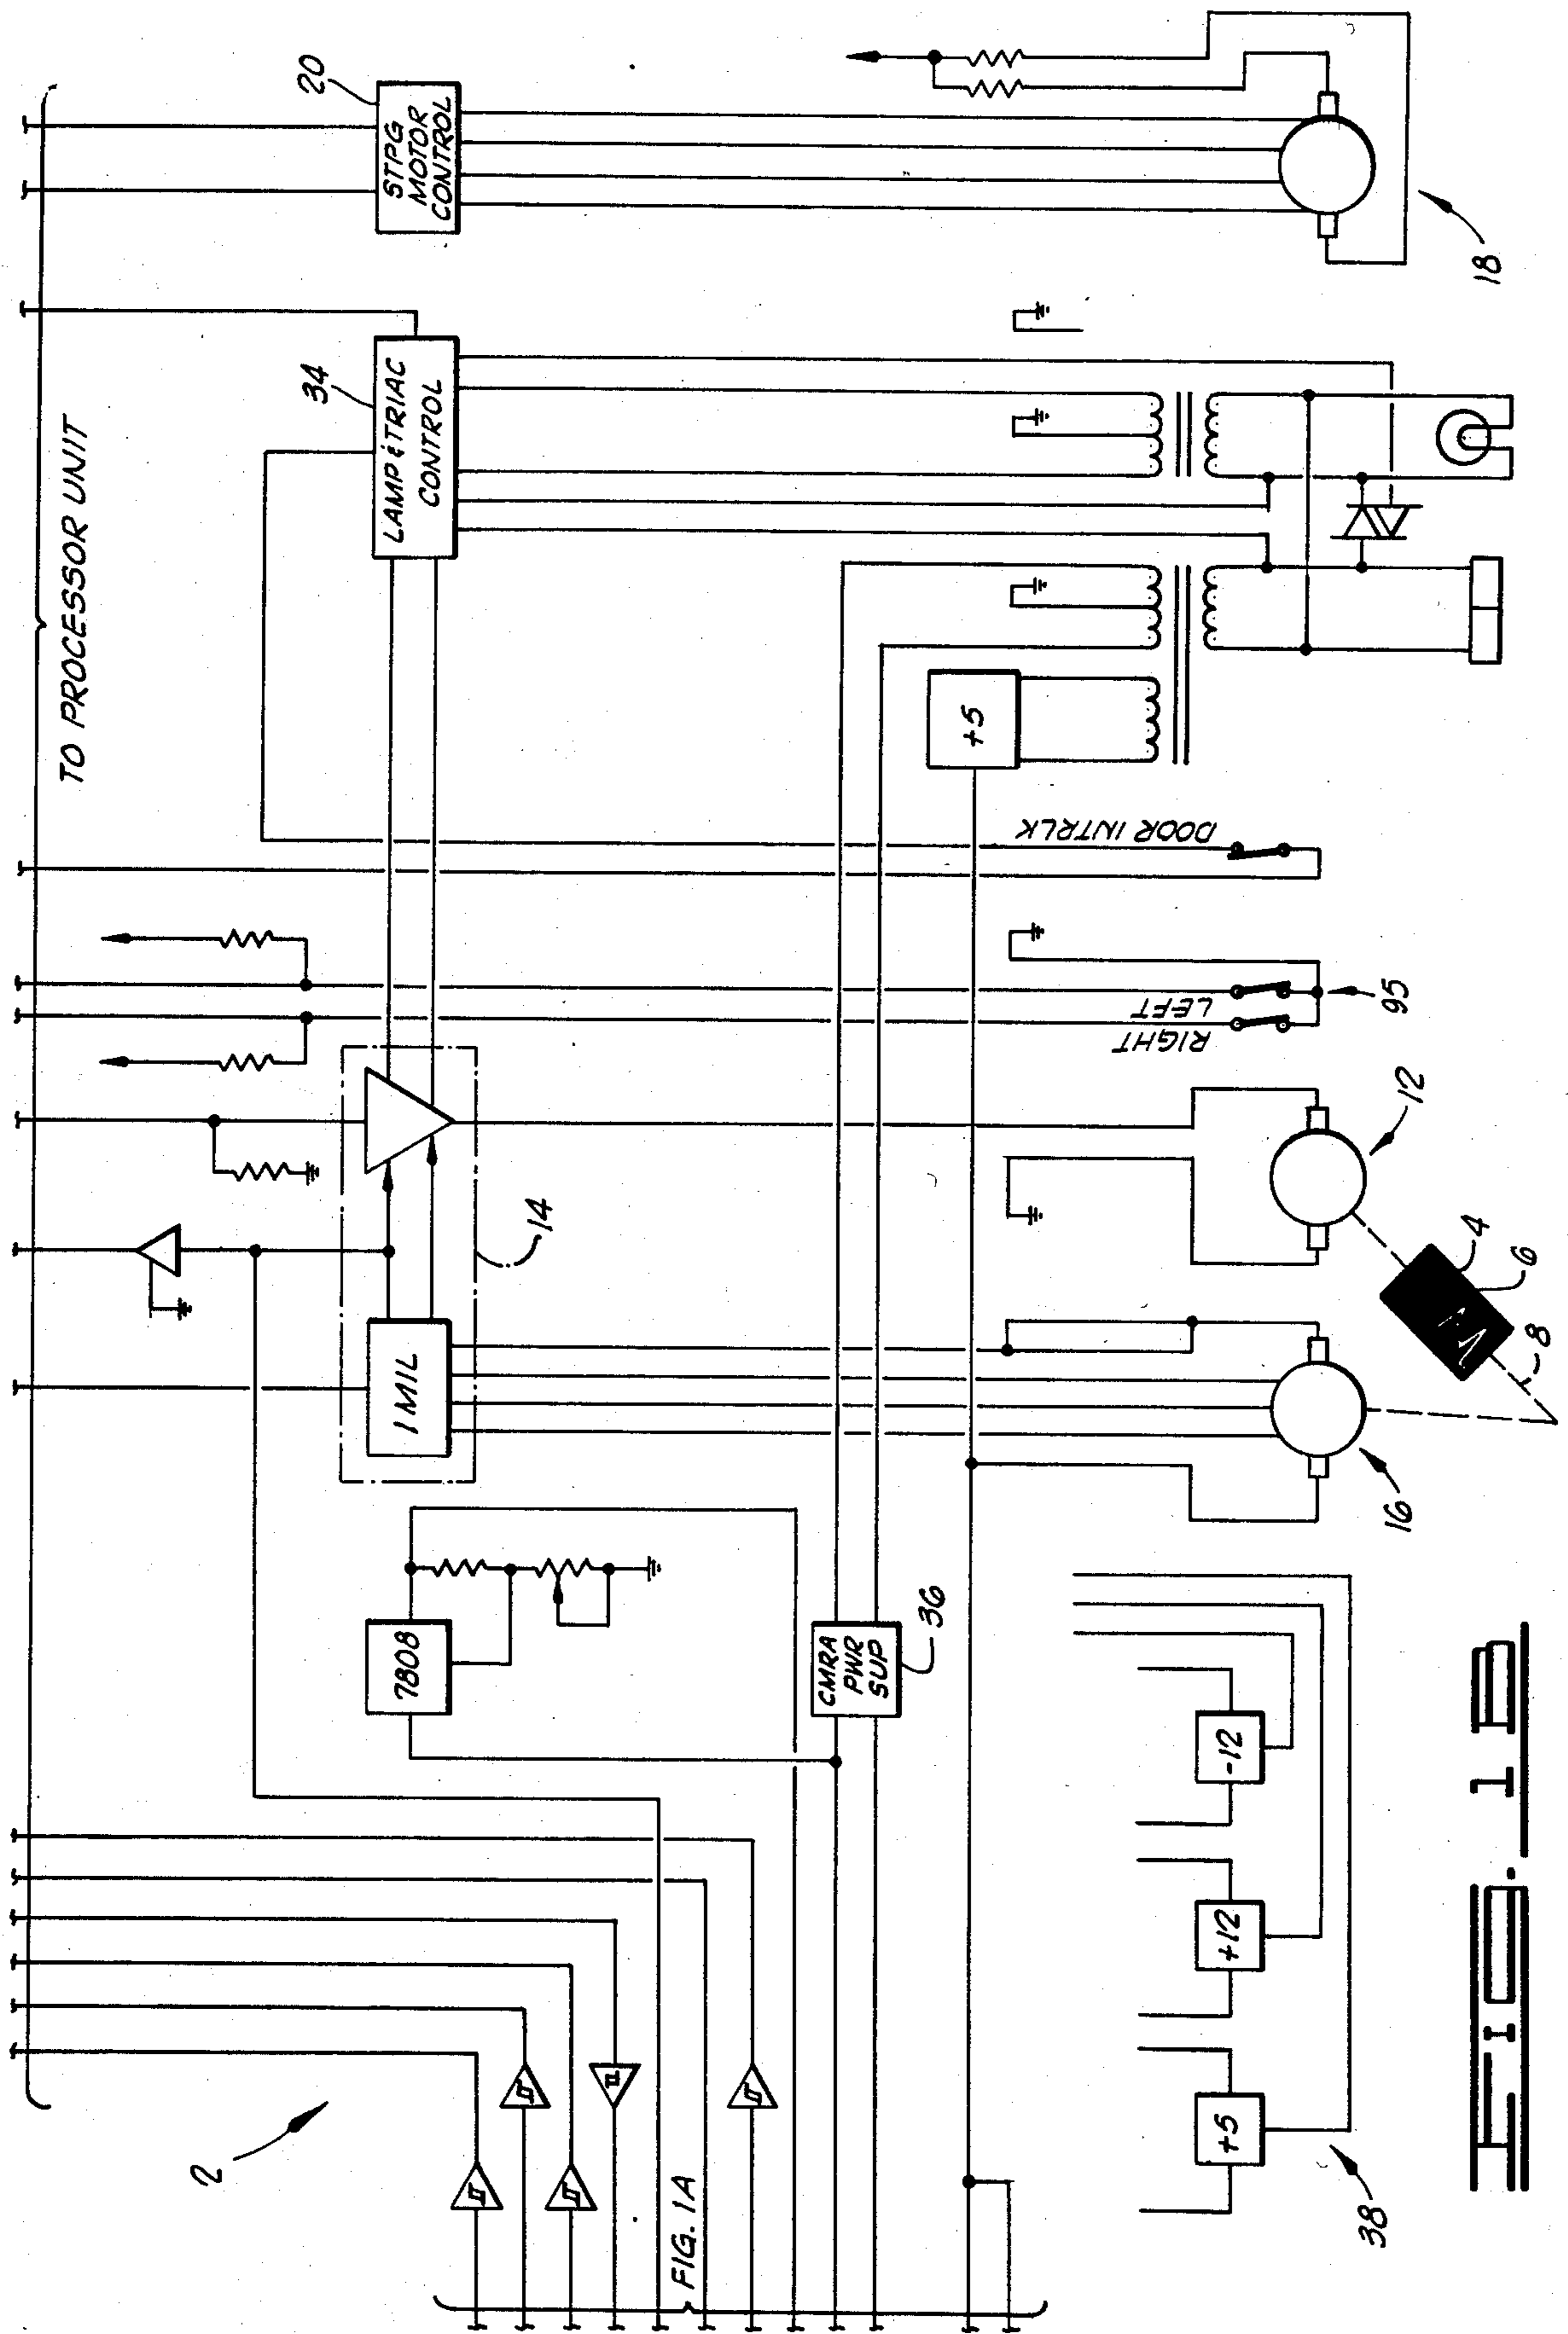 TO PROCESSOR UNIT
2
20
STPG
MOTOR
CONTROL
34
LAMP & TRIAC
CONTROL
14
1 MIL
7808
CMRA
PWR
SUP
36
FIG. 1A
+5
DOOR INTRLK
LEFT
RIGHT
95
12
4
6
8
16
18
-12
+12
+5
38
FIG. 1B